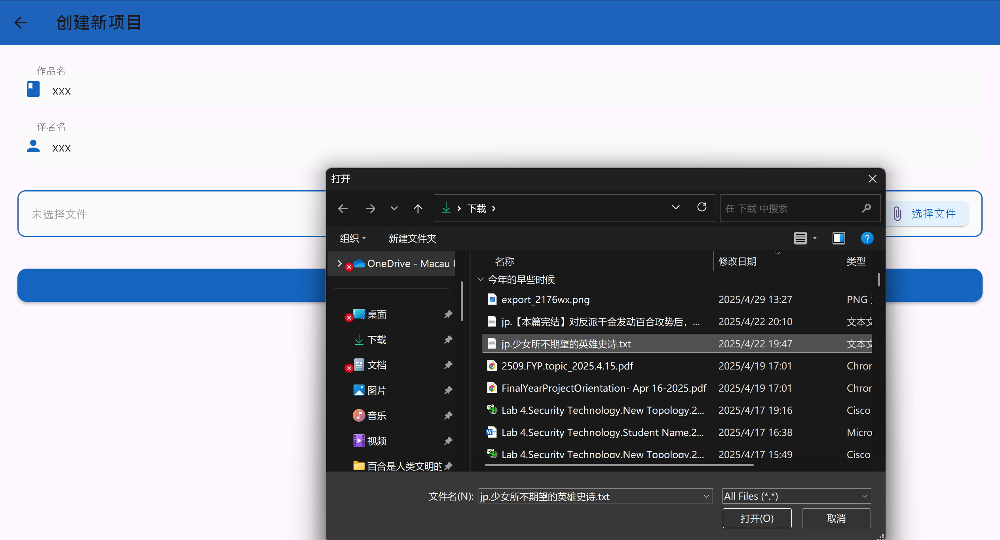 创建新项目
作品名
xxx
译者名
xxx
未选择文件
选择文件
打开
下载
在 下载 中搜索
组织
新建文件夹
OneDrive - Macau U
桌面
下载
文档
图片
音乐
视频
百合是人类文明的
名称 修改日期 类型
今年的早些时候
export_2176wx.png 2025/4/29 13:27 PNG
jp.【本篇完结】对反派千金发动百合攻势后，... 2025/4/22 20:10 文本文
jp.少女所不期望的英雄史诗.txt 2025/4/22 19:47 文本文
2509.FYP.topic_2025.4.15.pdf 2025/4/19 17:01 Chror
FinalYearProjectOrientation- Apr 16-2025.pdf 2025/4/19 17:01 Chror
Lab 4.Security Technology.New Topology.2... 2025/4/17 19:16 Cisco
Lab 4.Security Technology.Student Name.2... 2025/4/17 16:38 Micro
Lab 4.Security Technology.New Topology.2... 2025/4/17 15:49 Cisco
文件名(N): jp.少女所不期望的英雄史诗.txt All Files (*.*)
打开(O) 取消